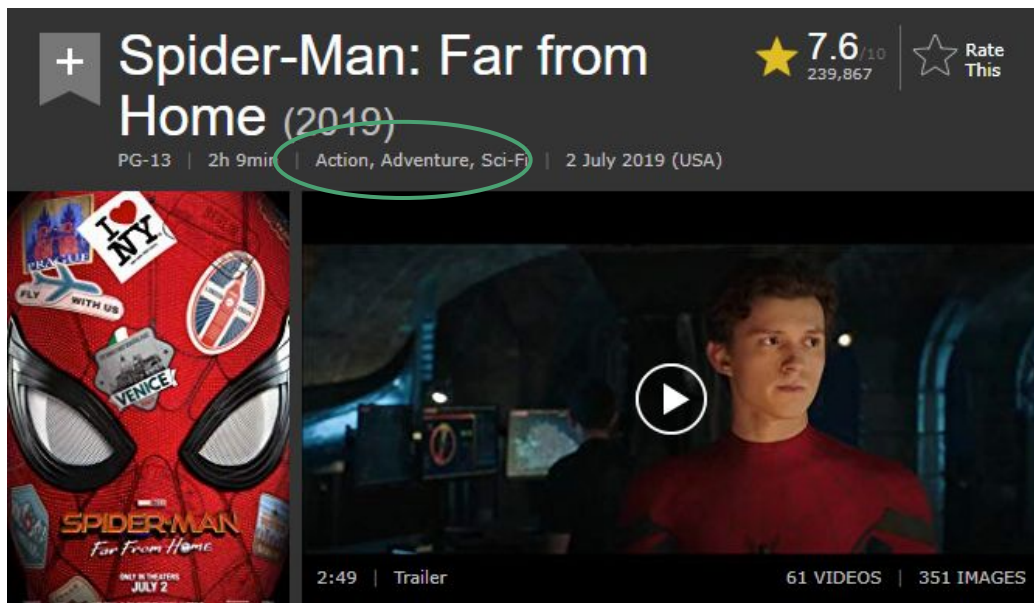 +
Spider-Man: Far from
Home (2019)
7.6/10
239,867
Rate
This
PG-13 | 2h 9min | Action, Adventure, Sci-Fi | 2 July 2019 (USA)
PRAGUE
I ♥
NY
FLY WITH US
VENICE
SPIDER-MAN
Far From Home
ONLY IN THEATERS
JULY 2
2:49 | Trailer
61 VIDEOS | 351 IMAGES